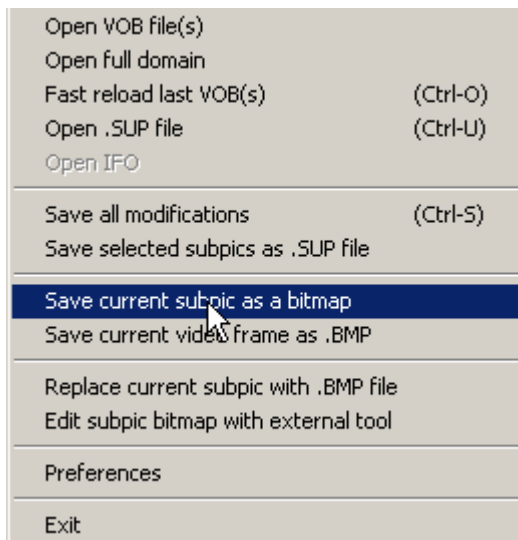 Open VOB file(s)
Open full domain
Fast reload last VOB(s) (Ctrl-O)
Open .SUP file (Ctrl-U)
Open IFO
Save all modifications (Ctrl-S)
Save selected subpics as .SUP file
Save current subpic as a bitmap
Save current video frame as .BMP
Replace current subpic with .BMP file
Edit subpic bitmap with external tool
Preferences
Exit